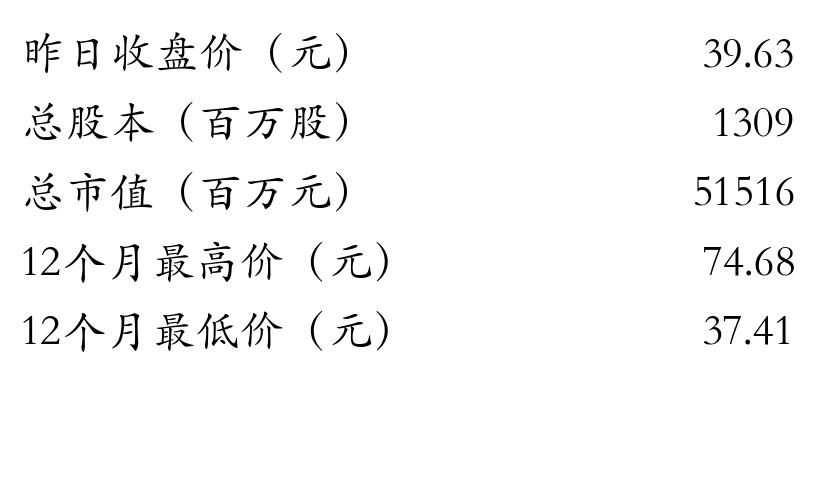 昨日收盘价（元） 39.63
总股本（百万股） 1309
总市值（百万元） 51516
12个月最高价（元） 74.68
12个月最低价（元） 37.41